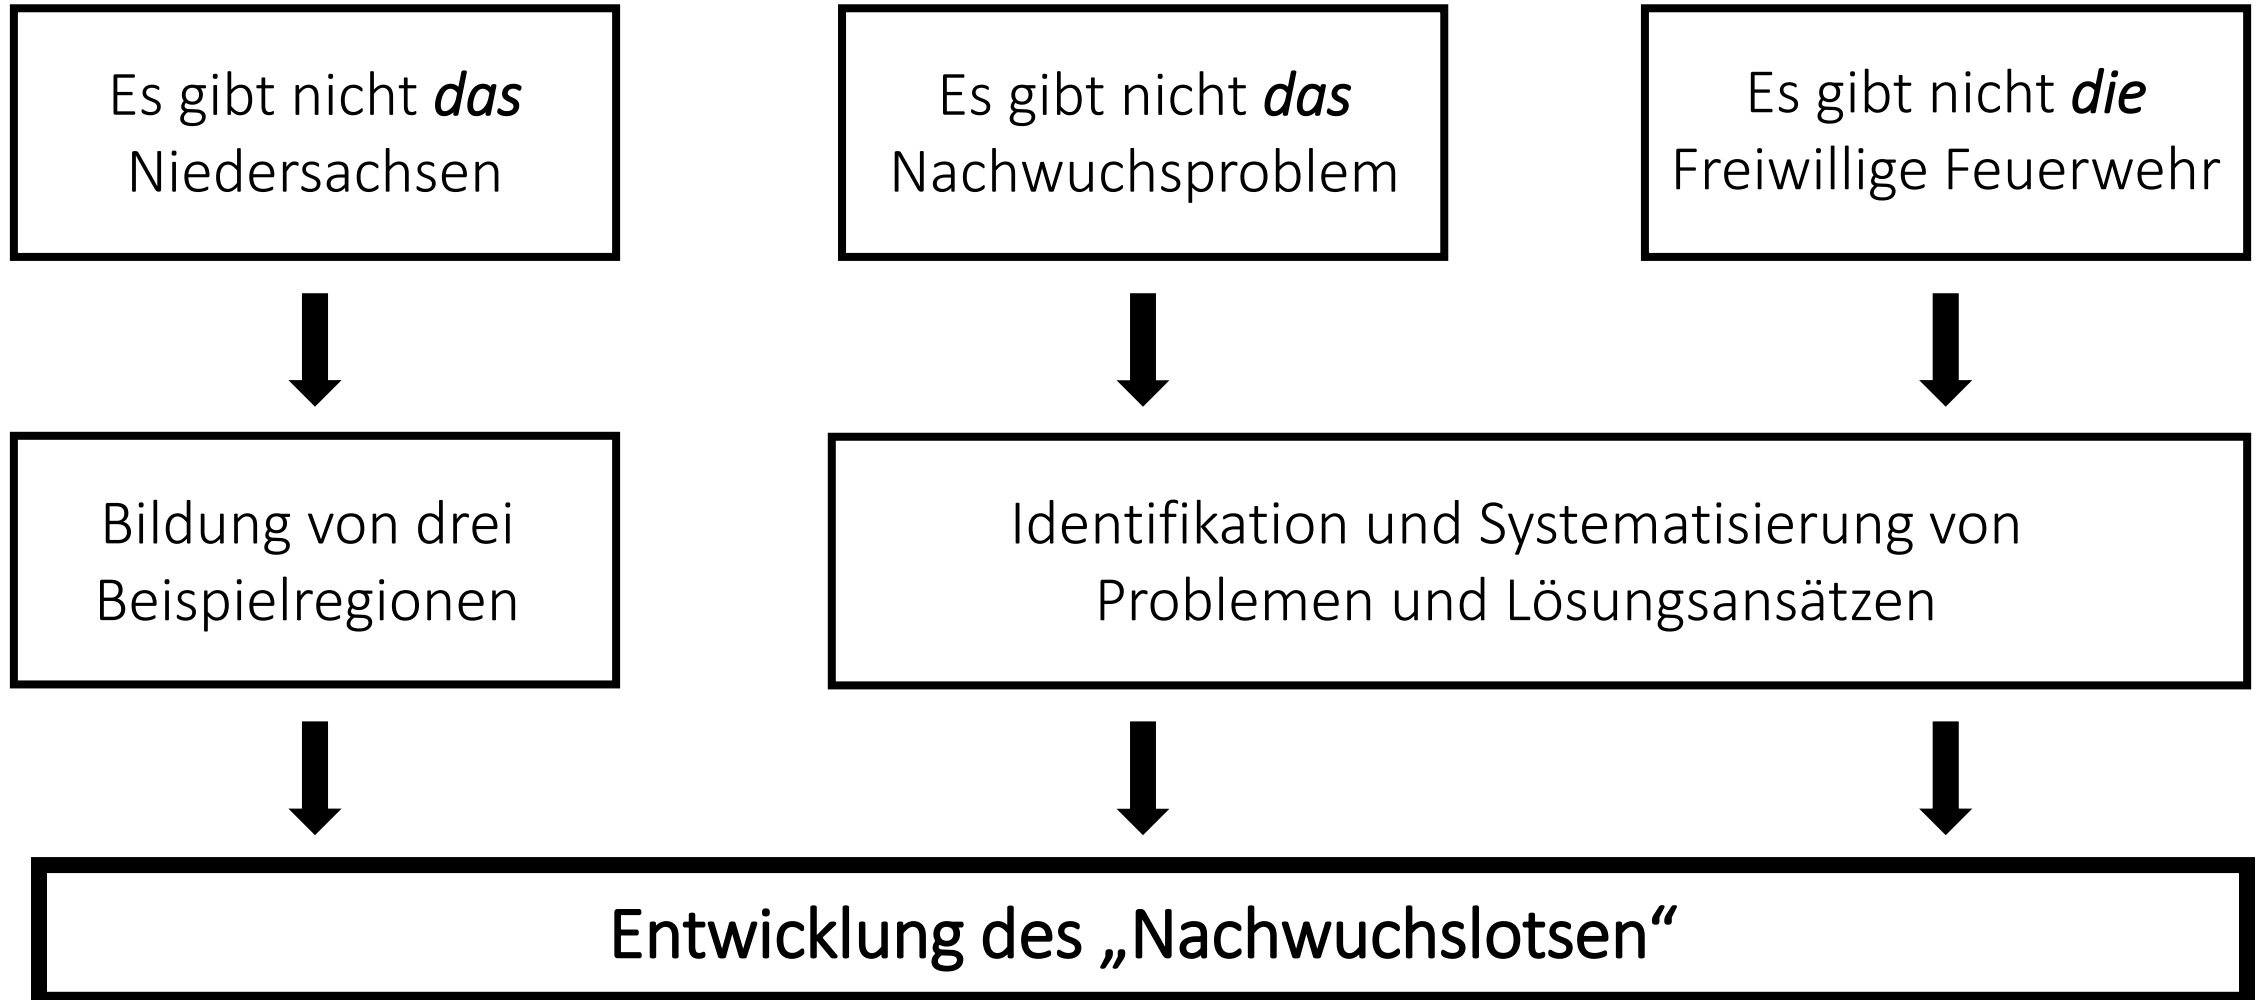 Es gibt nicht das
Niedersachsen
Es gibt nicht das
Nachwuchsproblem
Es gibt nicht die
Freiwillige Feuerwehr
Bildung von drei
Beispielregionen
Identifikation und Systematisierung von
Problemen und Lösungsansätzen
Entwicklung des „Nachwuchslotsen“